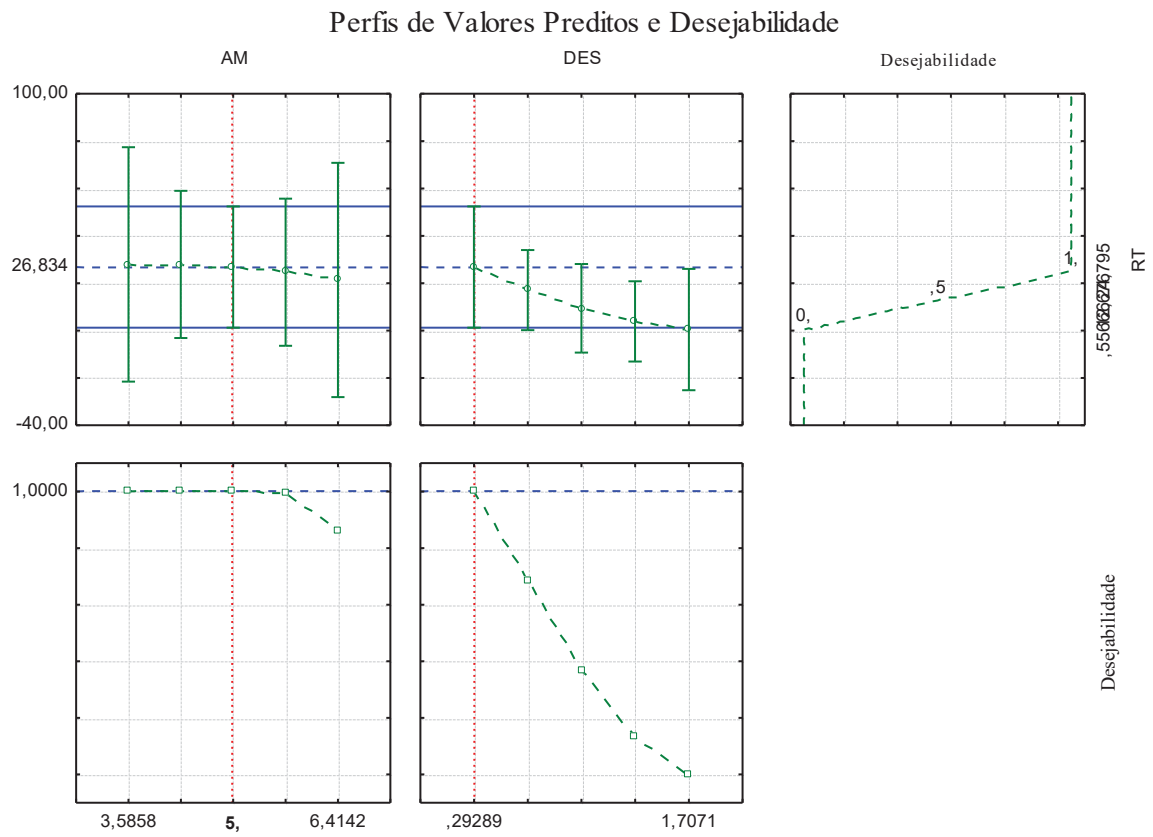 Perfis de Valores Preditos e Desejabilidade
AM
DES
Desejabilidade
100,00
26,834
-40,00
0,
,5
1,
RT
1,0000
Desejabilidade
3,5858
5,
6,4142
,29289
1,7071